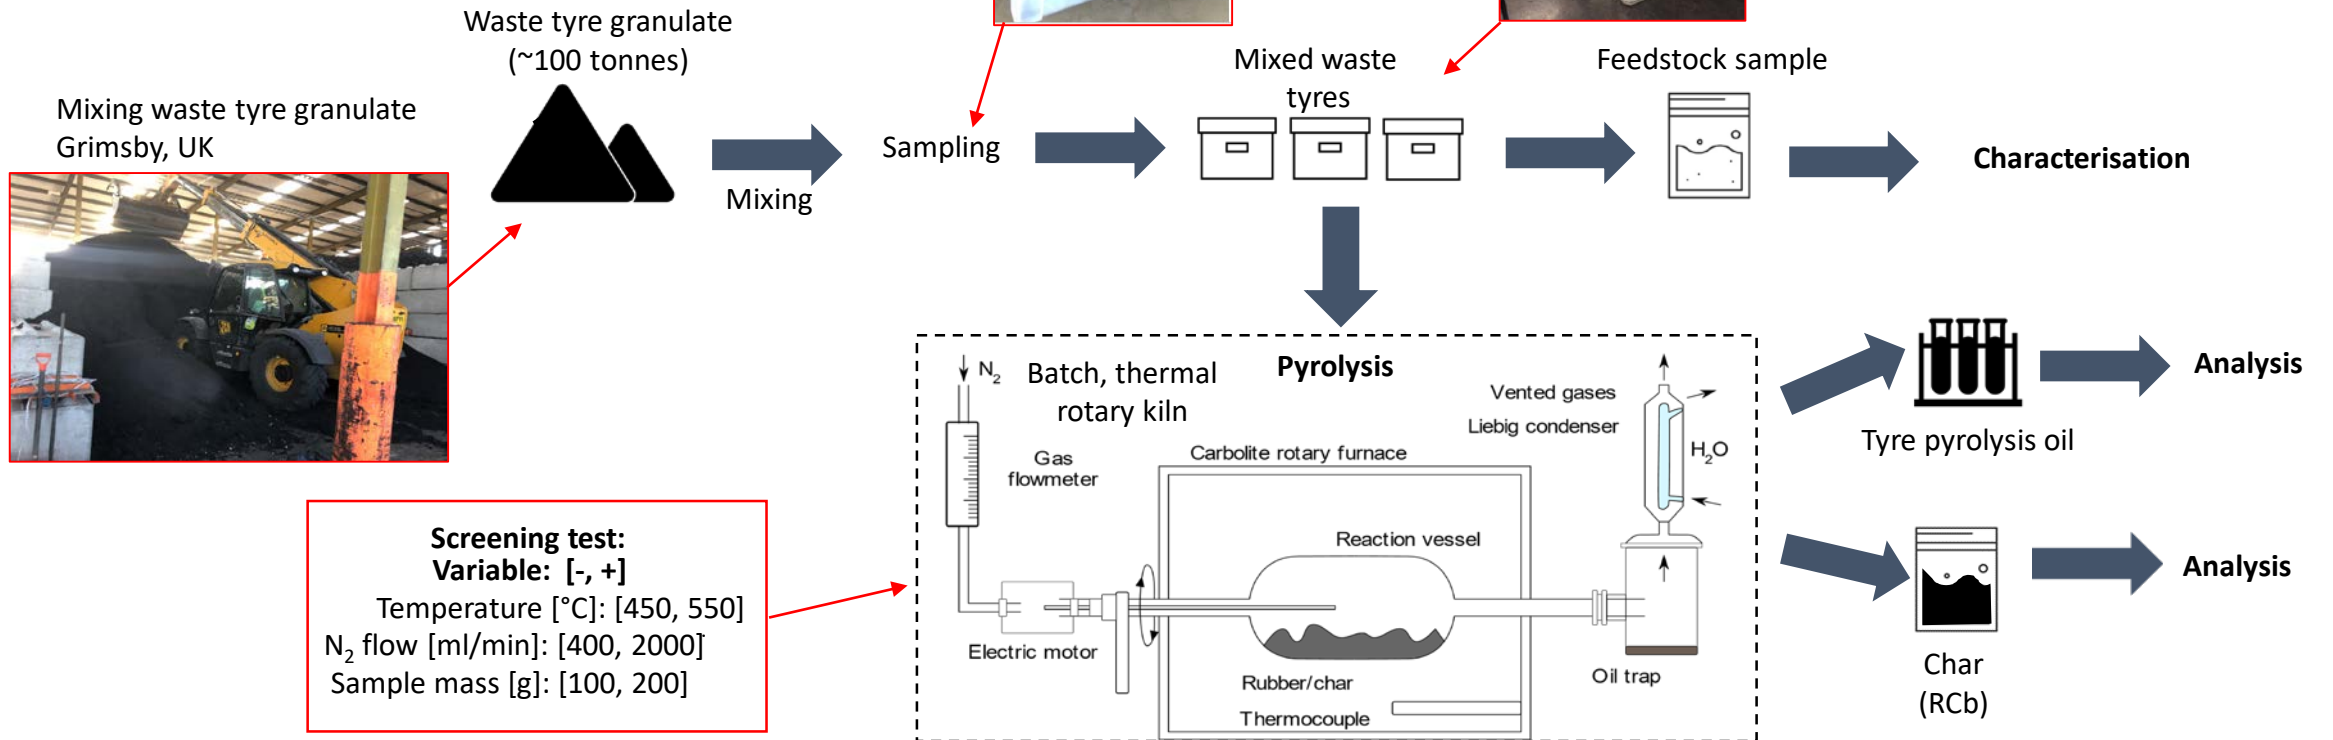 Waste tyre granulate
(~100 tonnes)
Mixing waste tyre granulate
Grimsby, UK
Mixing
Sampling
Mixed waste
tyres
Feedstock sample
Characterisation
Pyrolysis
N2
Batch, thermal
rotary kiln
Gas
flowmeter
Carbolite rotary furnace
Vented gases
Liebig condenser
H2O
Reaction vessel
Electric motor
Rubber/char
Thermocouple
Oil trap
Screening test:
Variable: [-, +]
Temperature [°C]: [450, 550]
N2 flow [ml/min]: [400, 2000]
Sample mass [g]: [100, 200]
Tyre pyrolysis oil
Analysis
Char
(RCb)
Analysis